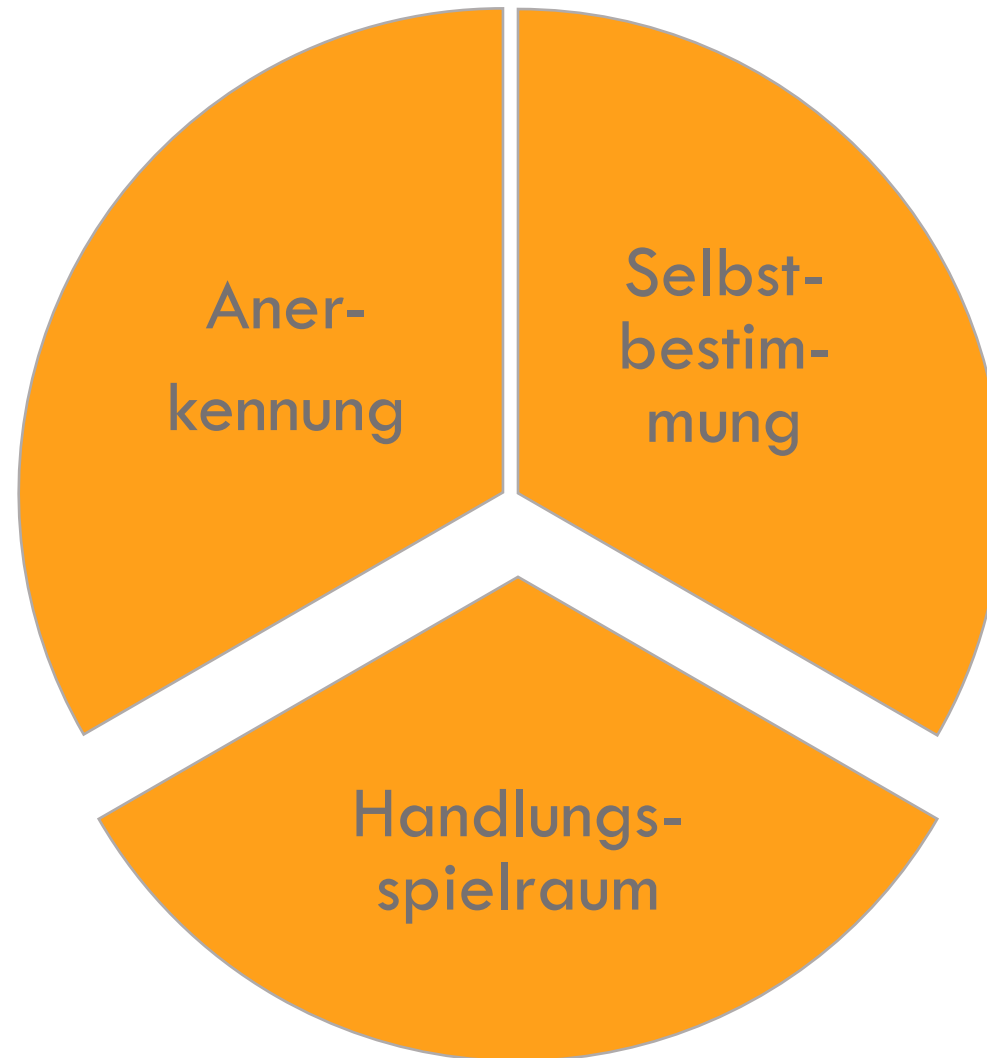 Aner-
kennung
Selbst-
bestim-
mung
Handlungs-
spielraum